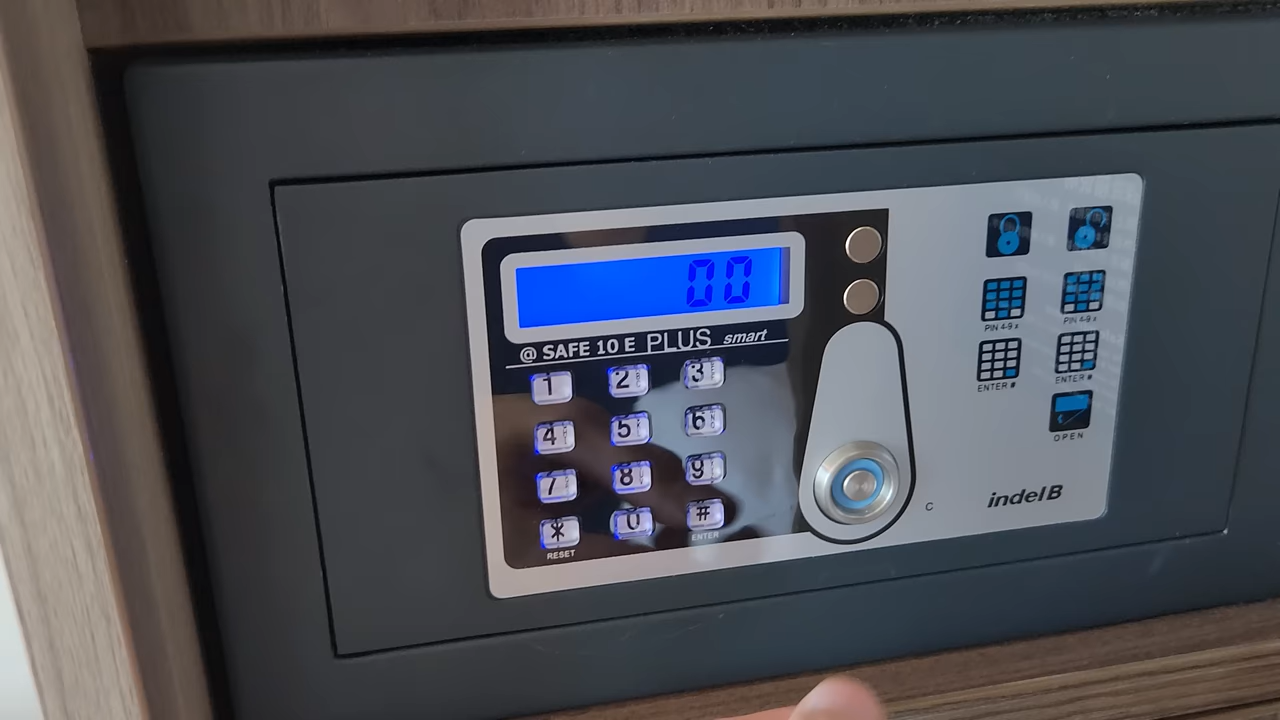 00
@ SAFE 10 E PLUS smart
1 2 3
4 5 6
7 8 9
* 0 #
RESET ENTER
PIN 4-9 x PIN 4-9 x
ENTER # ENTER #
OPEN
C
indelB